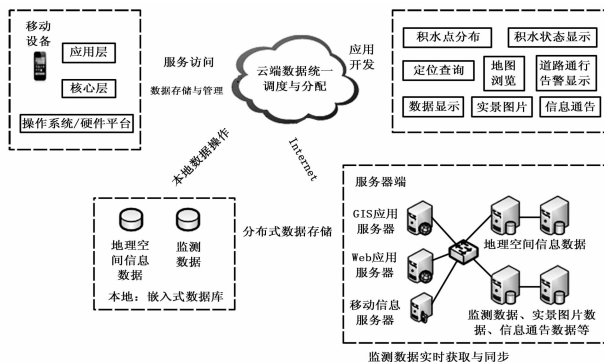 移动
设备
应用层
核心层
操作系统/硬件平台
服务访问
数据存储与管理
云端数据统一
调度与分配
应用
开发
积水点分布
积水状态显示
定位查询
地图
浏览
道路通行
告警显示
数据显示
实景图片
信息通告
本地数据操作
Internet
地理空
间信息
数据
监测
数据
本地：嵌入式数据库
分布式数据存储
服务器端
GIS应用
服务器
Web应用
服务器
移动信息
服务器
地理空间信息数据
监测数据、实景图片数
据、信息通告数据等
监测数据实时获取与同步